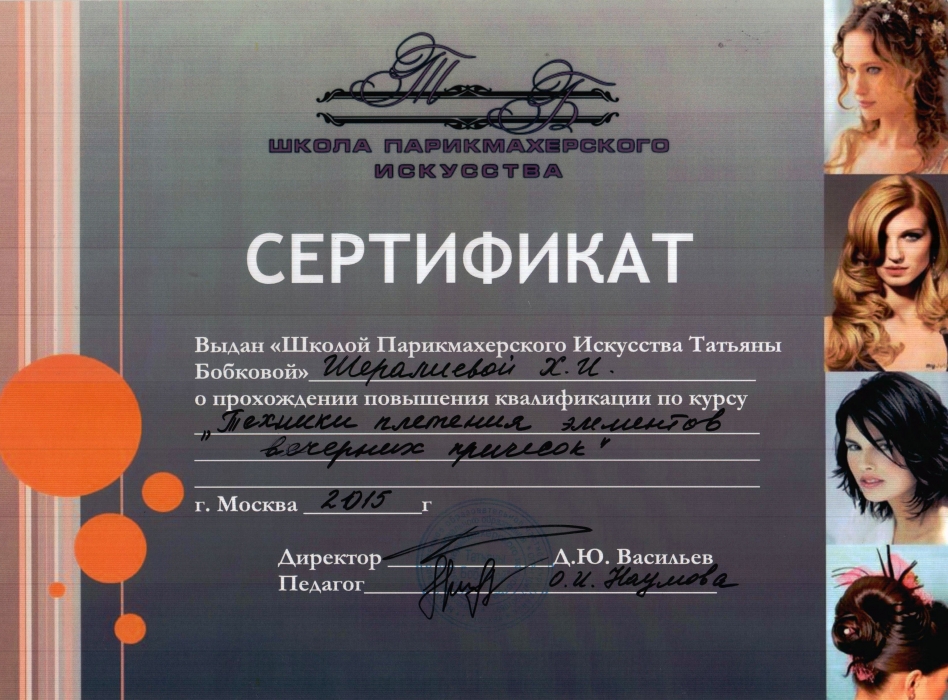 Т Б
ШКОЛА ПАРИКМАХЕРСКОГО
ИСКУССТВА
СЕРТИФИКАТ
Выдан «Школой Парикмахерского Искусства Татьяны
Бобковой» Шералиевой Х.И.
о прохождении повышения квалификации по курсу
„Техники плетения элементов
вечерних причесок"
г. Москва 2015 г
Директор Д.Ю. Васильев
Педагог О.И. Наумова